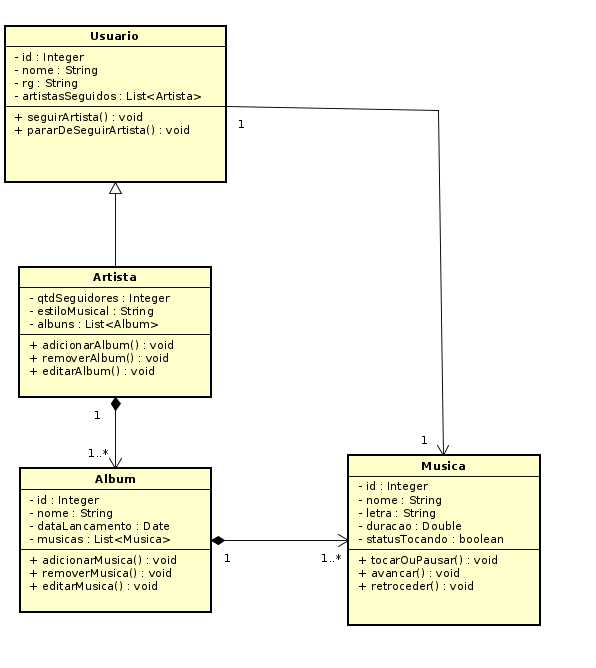 Usuario
- id : Integer
- nome : String
- rg : String
- artistasSeguidos : List<Artista>
+ seguirArtista() : void
+ pararDeSeguirArtista() : void
1
1
Artista
- qtdSeguidores : Integer
- estiloMusical : String
- albuns : List<Album>
+ adicionarAlbum() : void
+ removerAlbum() : void
+ editarAlbum() : void
1
1..*
Album
- id : Integer
- nome : String
- dataLancamento : Date
- musicas : List<Musica>
+ adicionarMusica() : void
+ removerMusica() : void
+ editarMusica() : void
1
1..*
Musica
- id : Integer
- nome : String
- letra : String
- duracao : Double
- statusTocando : boolean
+ tocarOuPausar() : void
+ avancar() : void
+ retroceder() : void